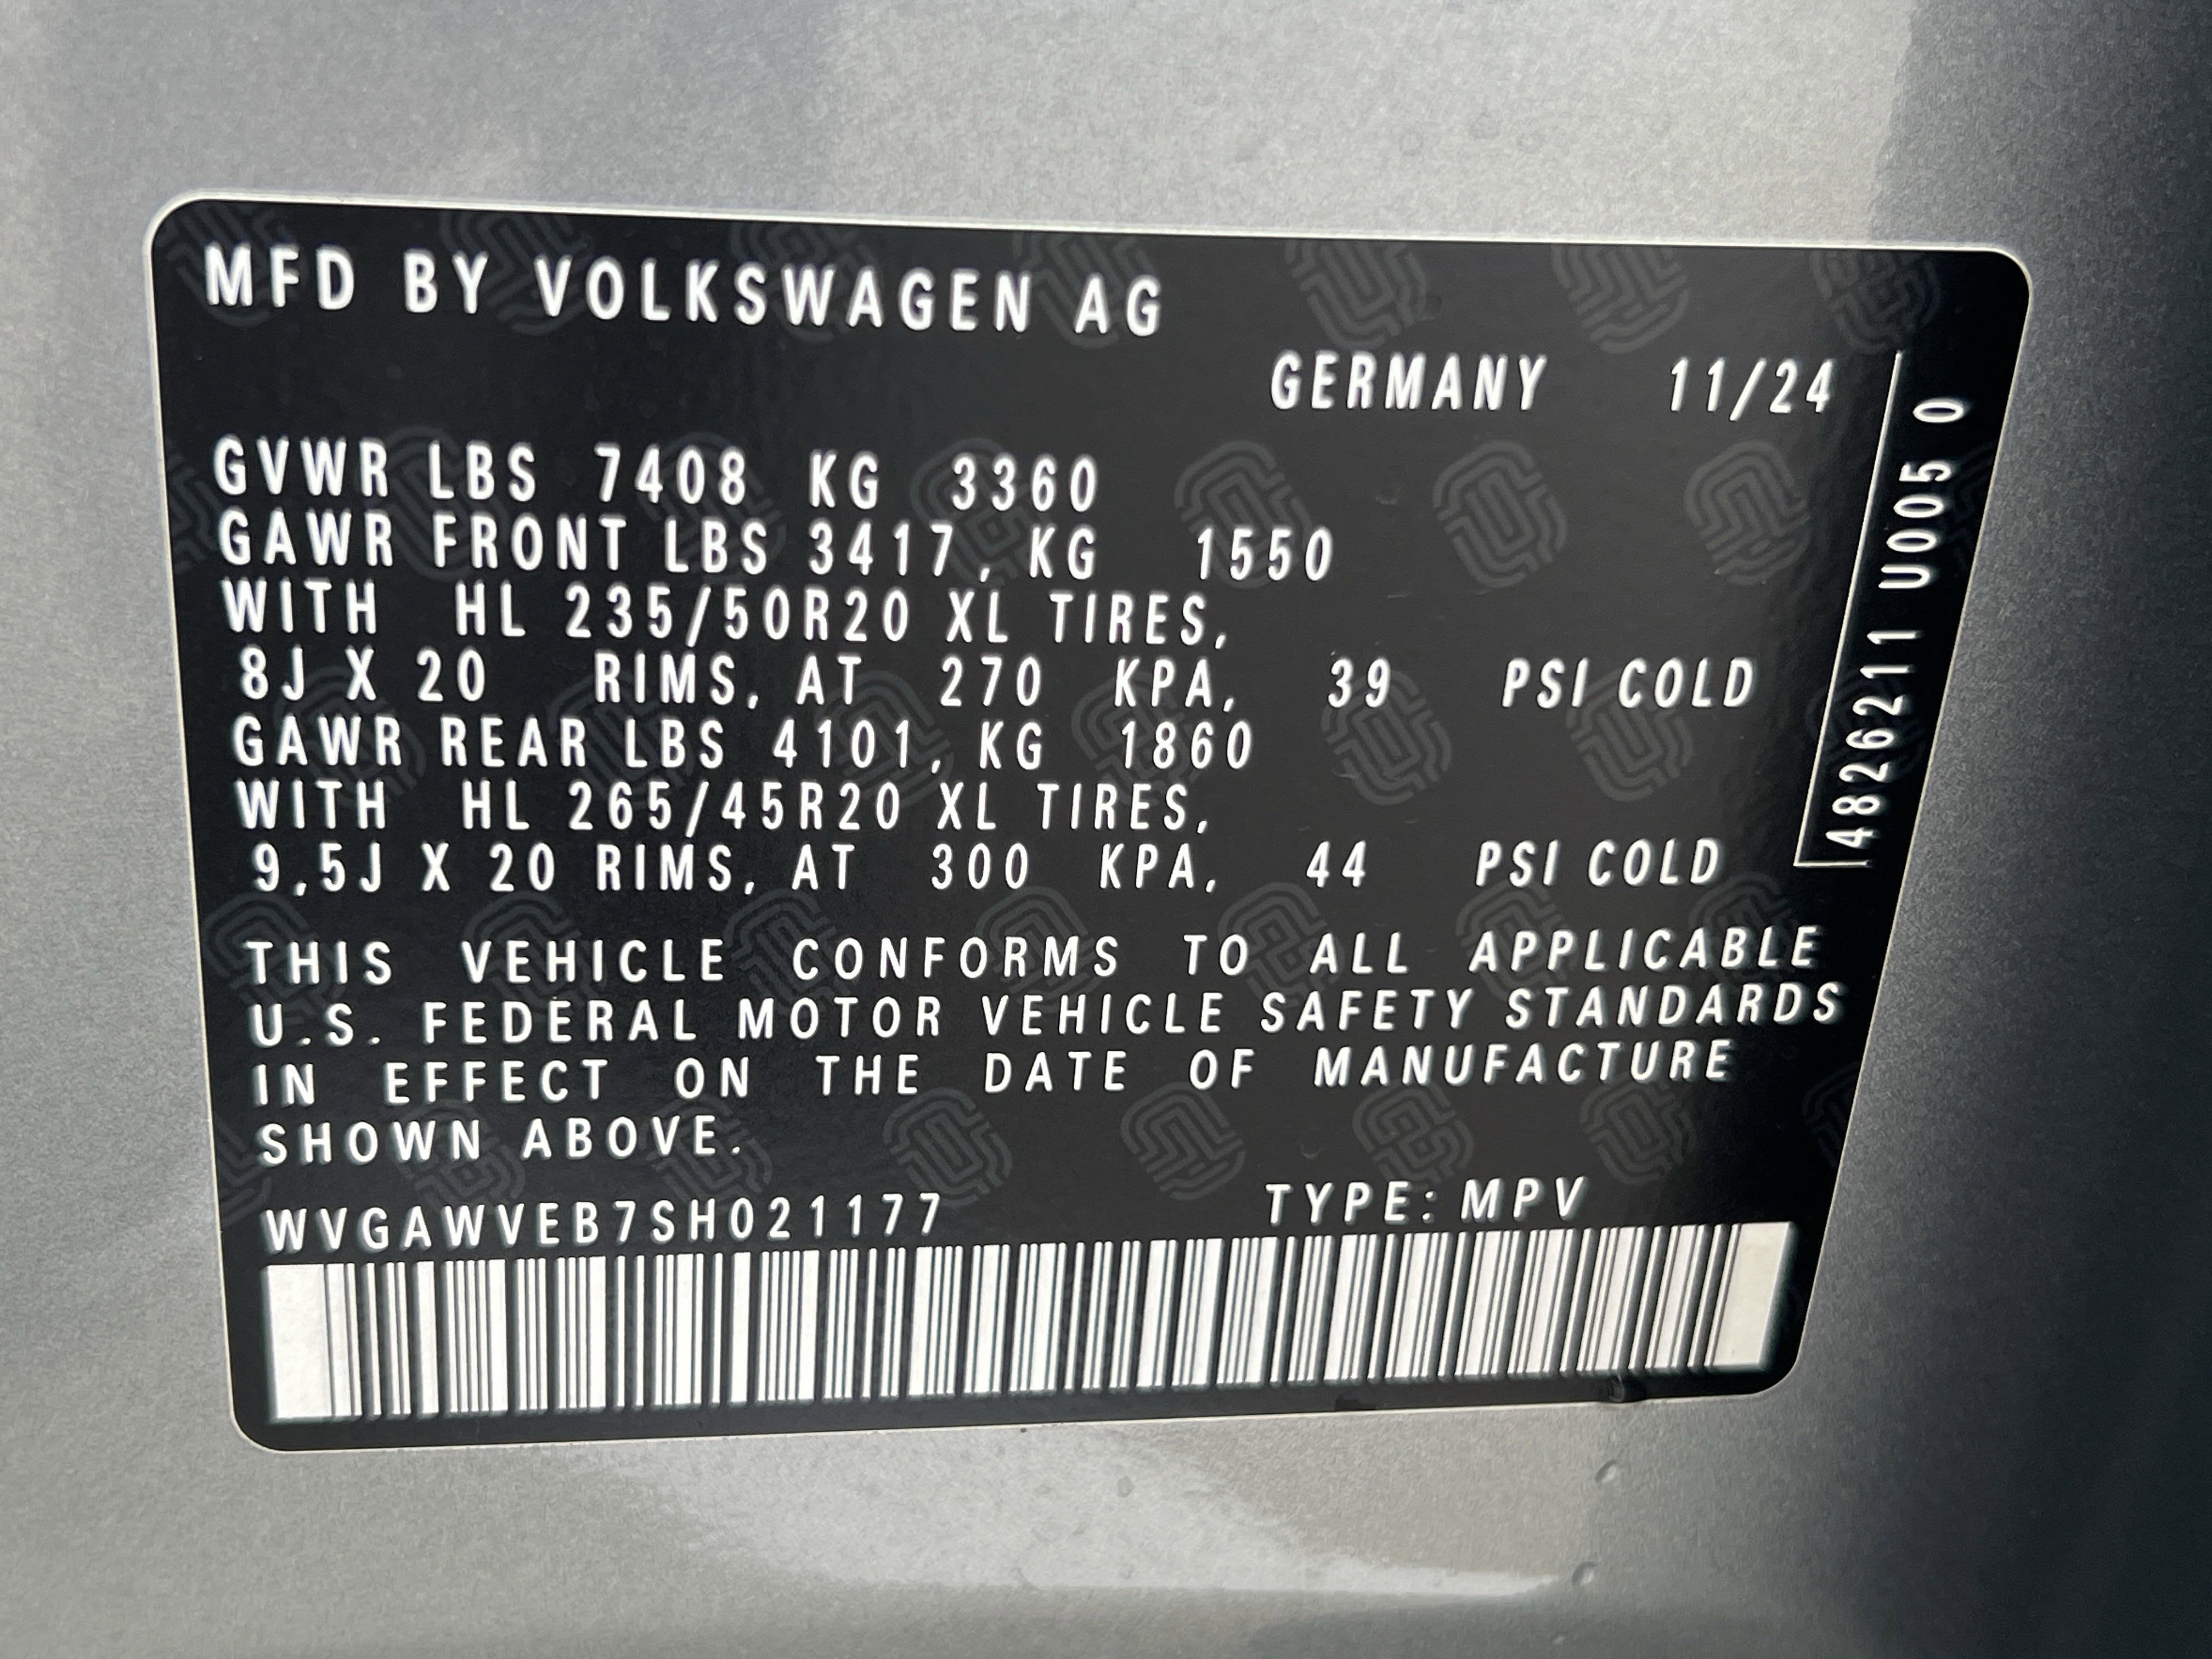 MFD BY VOLKSWAGEN AG
GERMANY 11/24
GVWR LBS 7408 KG 3360
GAWR FRONT LBS 3417, KG 1550
WITH HL 235/50R20 XL TIRES,
8J X 20 RIMS, AT 270 KPA, 39 PSI COLD
GAWR REAR LBS 4101, KG 1860
WITH HL 265/45R20 XL TIRES,
9,5J X 20 RIMS, AT 300 KPA, 44 PSI COLD
THIS VEHICLE CONFORMS TO ALL APPLICABLE
U.S. FEDERAL MOTOR VEHICLE SAFETY STANDARDS
IN EFFECT ON THE DATE OF MANUFACTURE
SHOWN ABOVE.
WVGAWVEB7SH021177 TYPE: MPV
4826211 U005 0